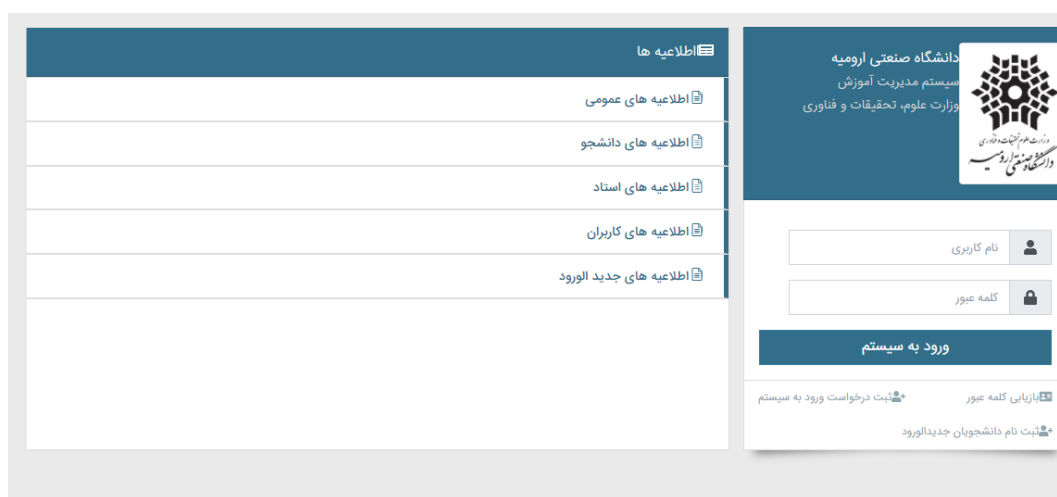 دانشگاه صنعتی ارومیه
سیستم مدیریت آموزش
وزارت علوم، تحقیقات و فناوری
وزارت علوم تحقیقات و فناوری
دانشگاه صنعتی ارومیه
نام کاربری
کلمه عبور
ورود به سیستم
بازیابی کلمه عبور ثبت درخواست ورود به سیستم
ثبت نام دانشجویان جدیدالورود
اطلاعیه ها
اطلاعیه های عمومی
اطلاعیه های دانشجو
اطلاعیه های استاد
اطلاعیه های کاربران
اطلاعیه های جدید الورود